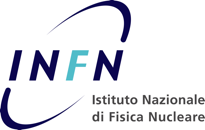 INFN
Istituto Nazionale
di Fisica Nucleare